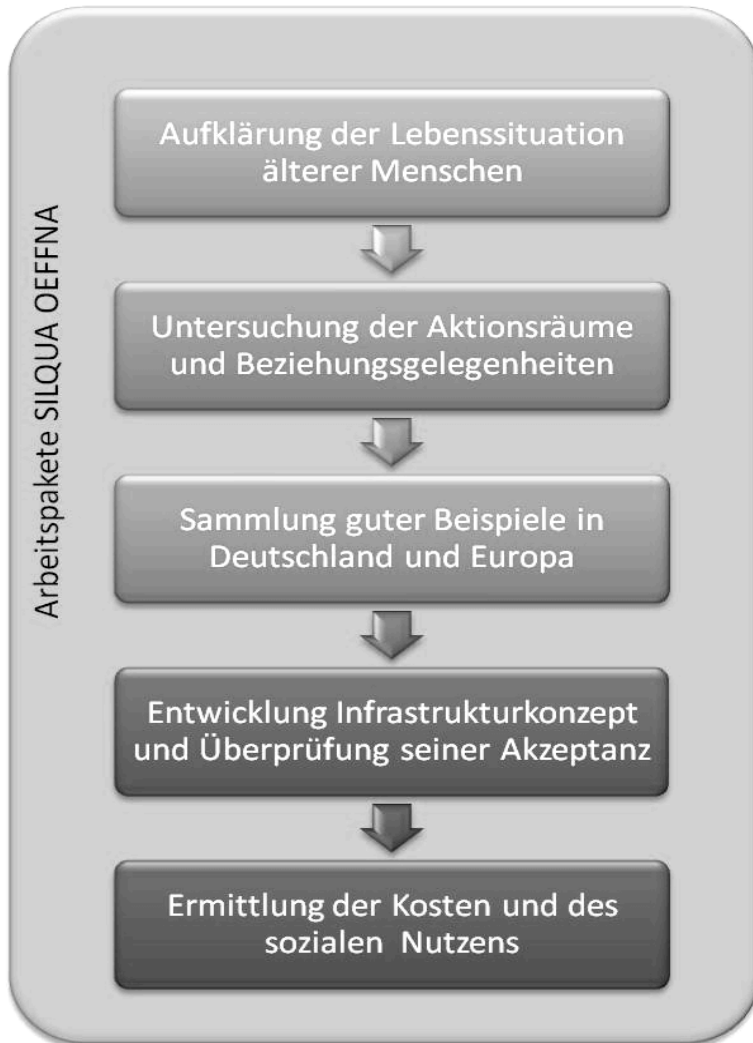 Arbeitspakete SILQUA OEFFNA
Aufklärung der Lebenssituation
älterer Menschen
Untersuchung der Aktionsräume
und Beziehungsgelegenheiten
Sammlung guter Beispiele in
Deutschland und Europa
Entwicklung Infrastrukturkonzept
und Überprüfung seiner Akzeptanz
Ermittlung der Kosten und des
sozialen Nutzens